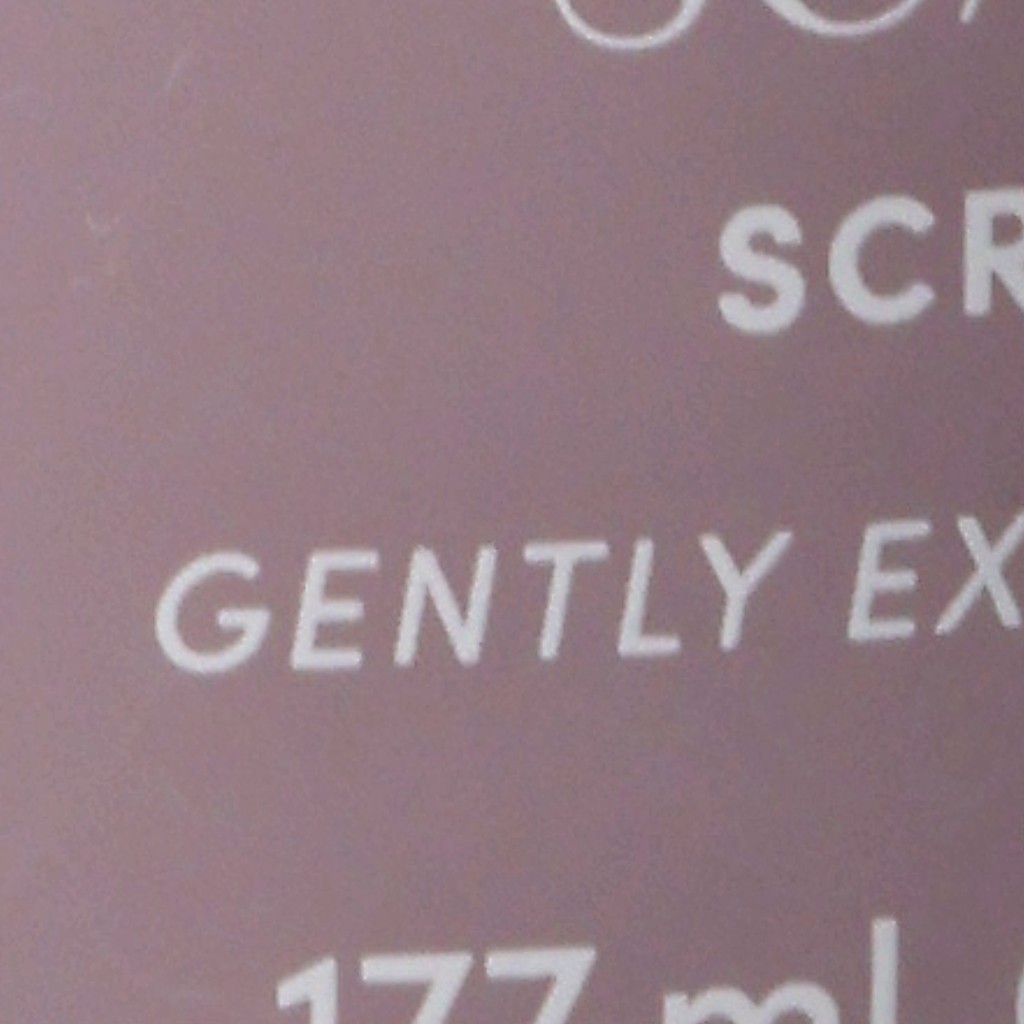 SCR
GENTLY EX
177 ml